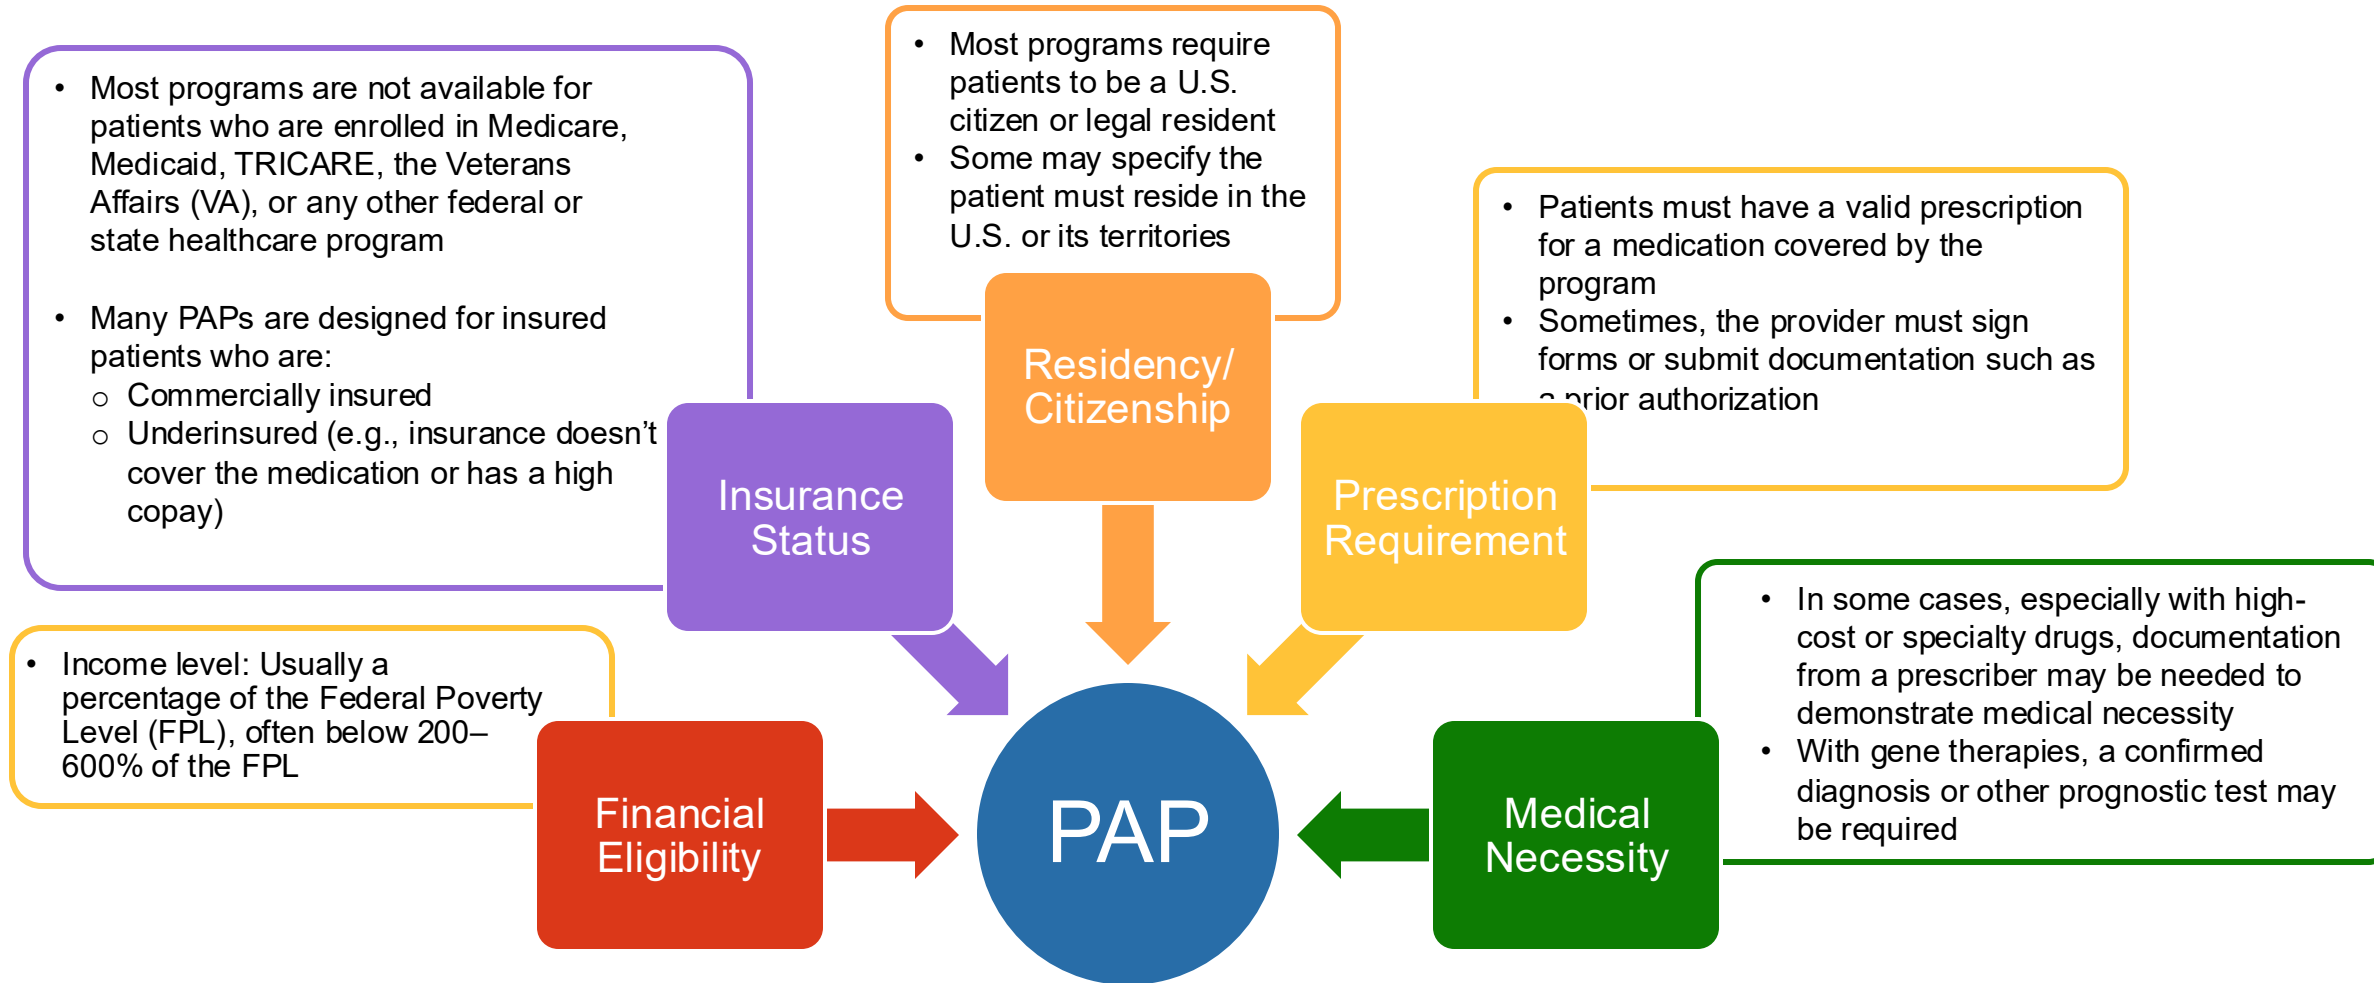 • Most programs are not available for
patients who are enrolled in Medicare,
Medicaid, TRICARE, the Veterans
Affairs (VA), or any other federal or
state healthcare program
• Many PAPs are designed for insured
patients who are:
o Commercially insured
o Underinsured (e.g., insurance doesn’t
cover the medication or has a high
copay)
Insurance
Status
• Most programs require
patients to be a U.S.
citizen or legal resident
• Some may specify the
patient must reside in the
U.S. or its territories
Residency/
Citizenship
• Patients must have a valid prescription
for a medication covered by the
program
• Sometimes, the provider must sign
forms or submit documentation such as
a prior authorization
Prescription
Requirement
• Income level: Usually a
percentage of the Federal Poverty
Level (FPL), often below 200–
600% of the FPL
Financial
Eligibility
PAP
• In some cases, especially with high-
cost or specialty drugs, documentation
from a prescriber may be needed to
demonstrate medical necessity
• With gene therapies, a confirmed
diagnosis or other prognostic test may
be required
Medical
Necessity